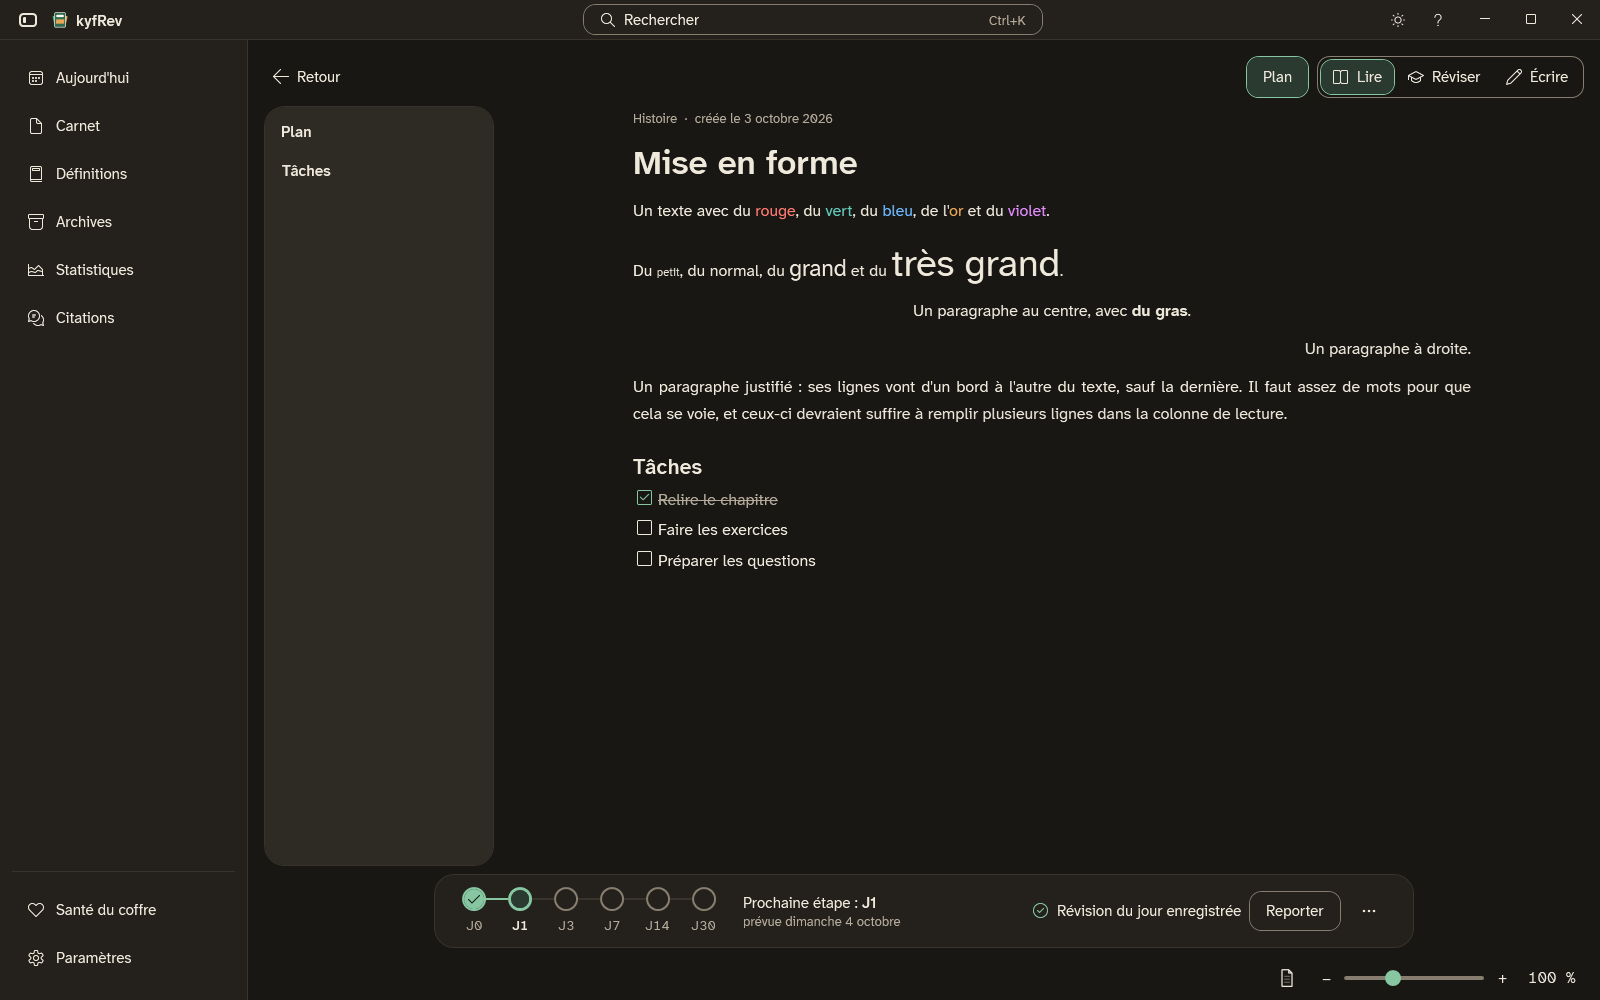 kyfRev
Rechercher Ctrl+K
?
Aujourd'hui
Carnet
Définitions
Archives
Statistiques
Citations
Santé du coffre
Paramètres
Retour
Plan
Lire
Réviser
Écrire
Plan
Tâches
Histoire · créée le 3 octobre 2026
Mise en forme
Un texte avec du rouge, du vert, du bleu, de l'or et du violet.
Du petit, du normal, du grand et du très grand.
Un paragraphe au centre, avec du gras.
Un paragraphe à droite.
Un paragraphe justifié : ses lignes vont d'un bord à l'autre du texte, sauf la dernière. Il faut assez de mots pour que
cela se voie, et ceux-ci devraient suffire à remplir plusieurs lignes dans la colonne de lecture.
Tâches
Relire le chapitre
Faire les exercices
Préparer les questions
J0 J1 J3 J7 J14 J30
Prochaine étape : J1
prévue dimanche 4 octobre
Révision du jour enregistrée
Reporter
...
– + 100 %